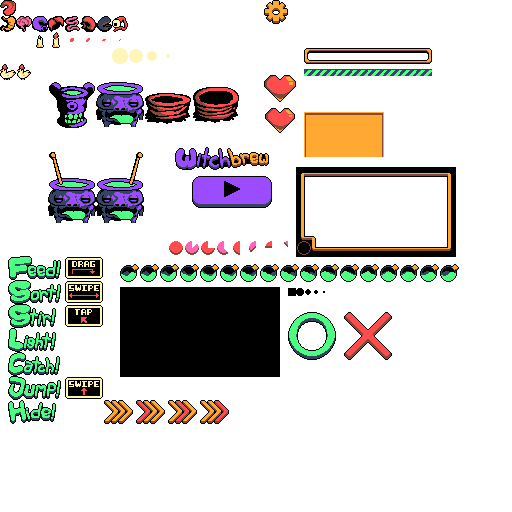 Witchbrew
Feed!
DRAG
Sort!
SWIPE
Stir!
TAP
Light!
Catch!
Jump!
SWIPE
Hide!